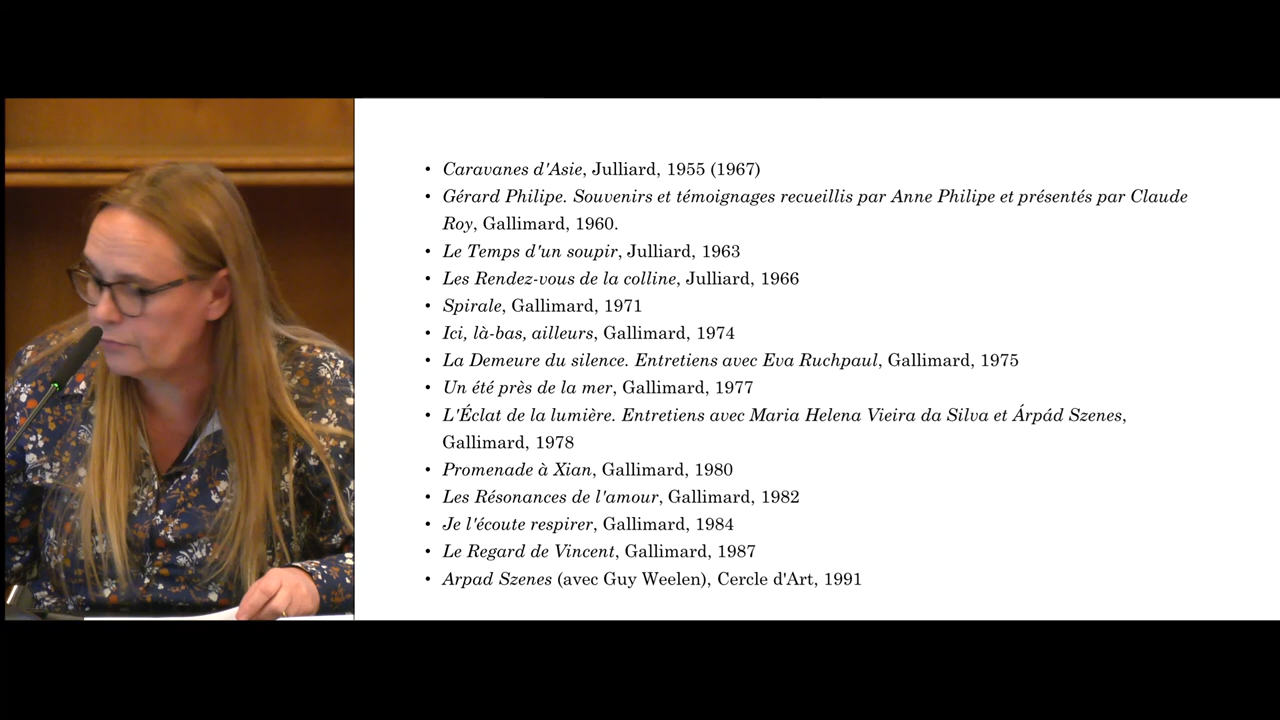 • Caravanes d'Asie, Julliard, 1955 (1967)
• Gérard Philipe. Souvenirs et témoignages recueillis par Anne Philipe et présentés par Claude
Roy, Gallimard, 1960.
• Le Temps d'un soupir, Julliard, 1963
• Les Rendez-vous de la colline, Julliard, 1966
• Spirale, Gallimard, 1971
• Ici, là-bas, ailleurs, Gallimard, 1974
• La Demeure du silence. Entretiens avec Eva Ruchpaul, Gallimard, 1975
• Un été près de la mer, Gallimard, 1977
• L'Éclat de la lumière. Entretiens avec Maria Helena Vieira da Silva et Árpád Szenes,
Gallimard, 1978
• Promenade à Xian, Gallimard, 1980
• Les Résonances de l'amour, Gallimard, 1982
• Je l'écoute respirer, Gallimard, 1984
• Le Regard de Vincent, Gallimard, 1987
• Arpad Szenes (avec Guy Weelen), Cercle d'Art, 1991